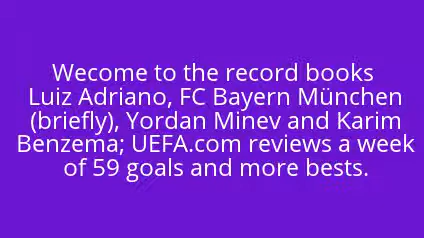 Wecome to the record books
Luiz Adriano, FC Bayern München
(briefly), Yordan Minev and Karim
Benzema; UEFA.com reviews a week
of 59 goals and more bests.